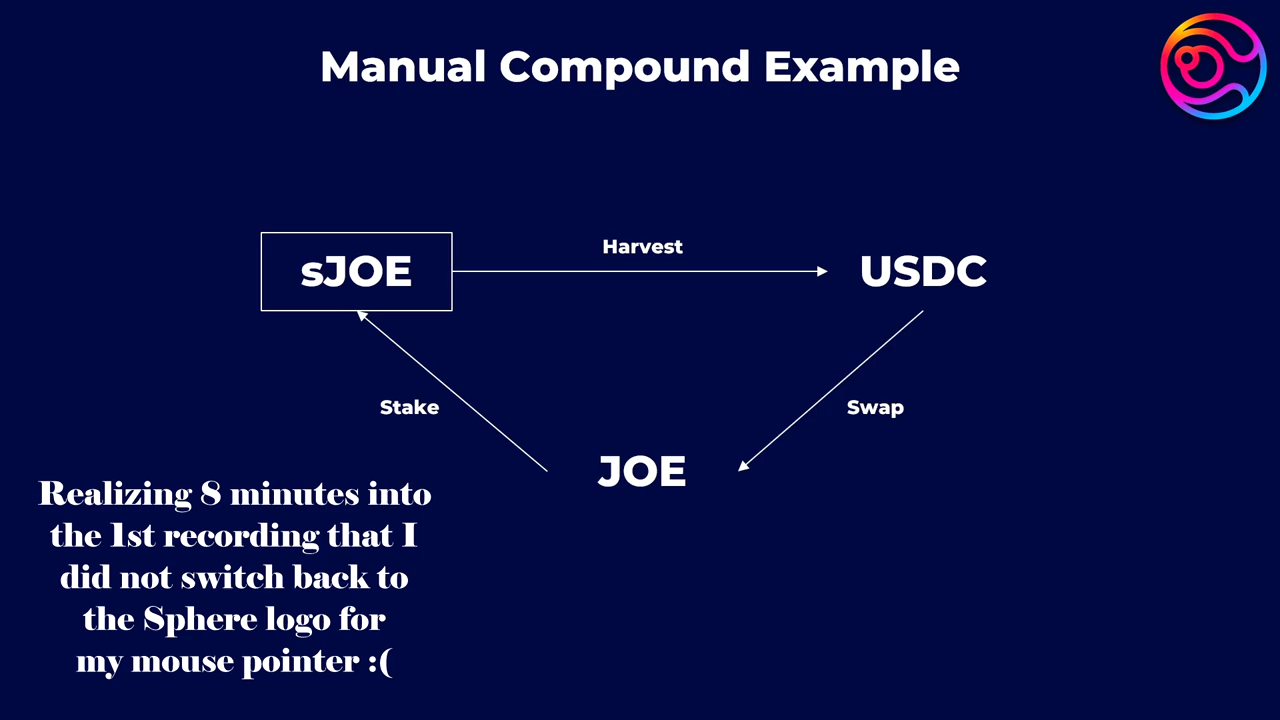 Manual Compound Example
Harvest
sJOE
USDC
Stake
Swap
JOE
Realizing 8 minutes into
the 1st recording that I
did not switch back to
the Sphere logo for
my mouse pointer :(